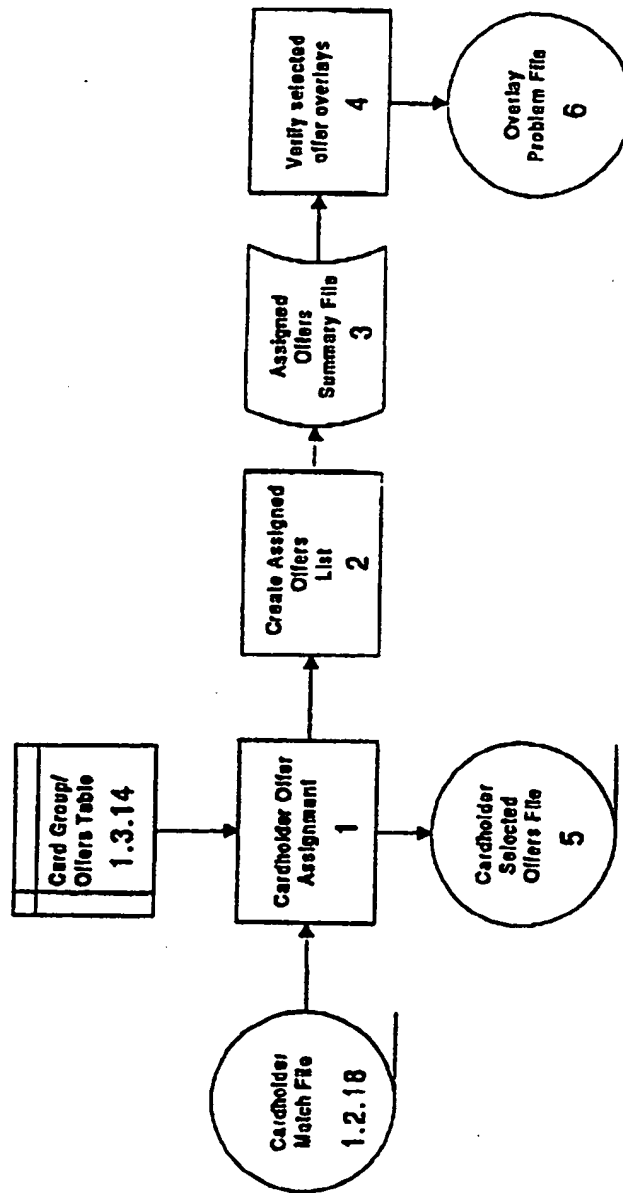 Card Group/
Offers Table
1.3.14
Cardholder
Match File
1.2.18
Cardholder Offer
Assignment
1
Create Assigned
Offers
List
2
Assigned
Offers
Summary File
3
Verify selected
offer overlays
4
Cardholder
Selected
Offers File
5
Overlay
Problem File
6